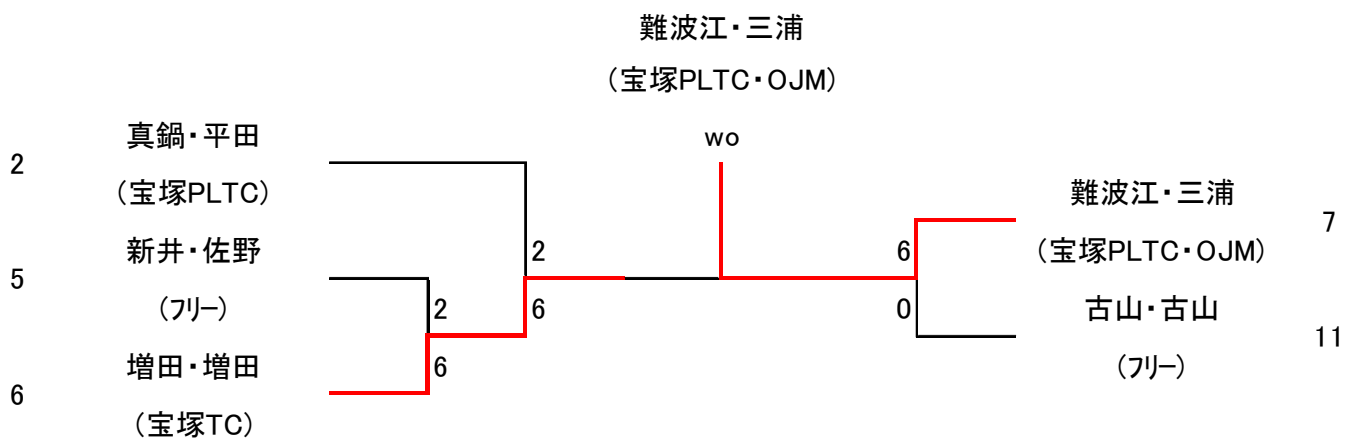 難波江・三浦
（宝塚PLTC・OJM）
wo
2
真鍋・平田
（宝塚PLTC）
5
新井・佐野
（フリー）
6
増田・増田
（宝塚TC）
2
6
2
6
6
0
難波江・三浦
（宝塚PLTC・OJM）
7
古山・古山
（フリー）
11